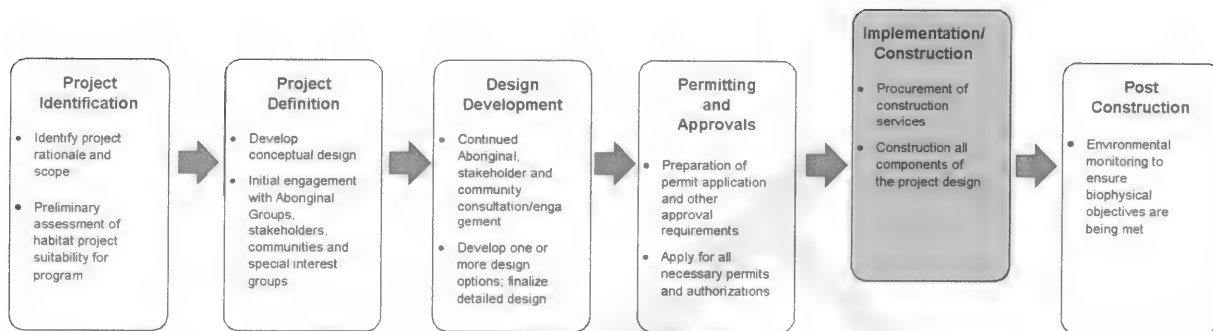 Project
Identification
• Identify project
rationale and
scope
• Preliminary
assessment of
habitat project
suitability for
program
Project
Definition
• Develop
conceptual design
• Initial engagement
with Aboriginal
Groups,
stakeholders,
communities and
special interest
groups
Design
Development
• Continued
Aboriginal,
stakeholder and
community
consultation/enga
gement
• Develop one or
more design
options; finalize
detailed design
Permitting
and
Approvals
• Preparation of
permit application
and other
approval
requirements
• Apply for all
necessary permits
and authorizations
Implementation/
Construction
• Procurement of
construction
services
• Construction all
components of
the project design
Post
Construction
• Environmental
monitoring to
ensure
biophysical
objectives are
being met